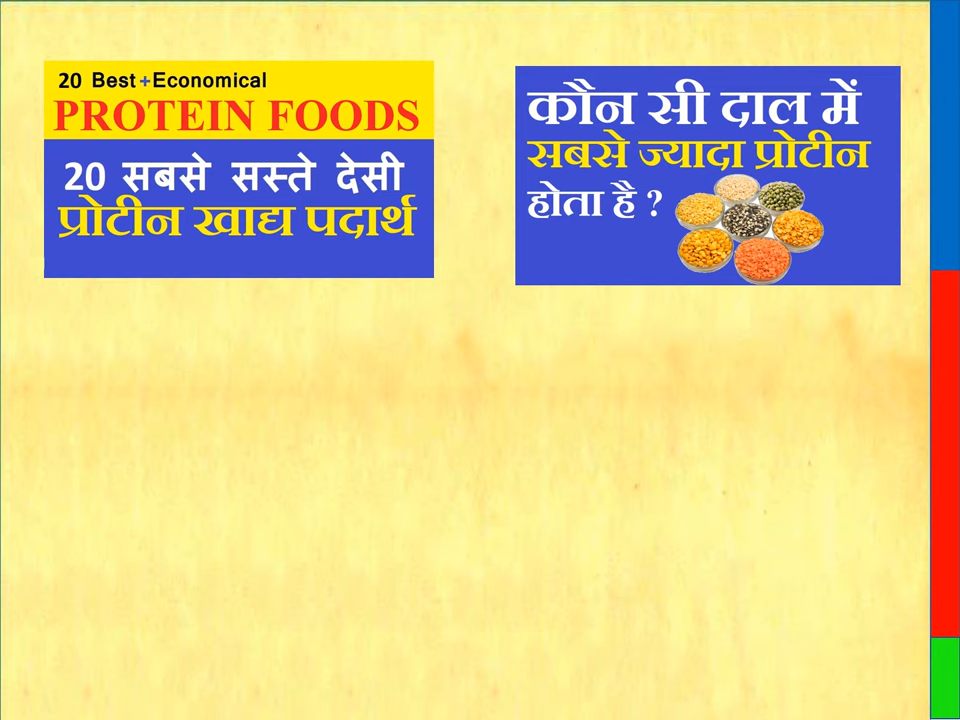 20 Best+Economical
PROTEIN FOODS
20 सबसे सस्ते देसी
प्रोटीन खाद्य पदार्थ
कौन सी दाल में
सबसे ज्यादा प्रोटीन
होता है ?